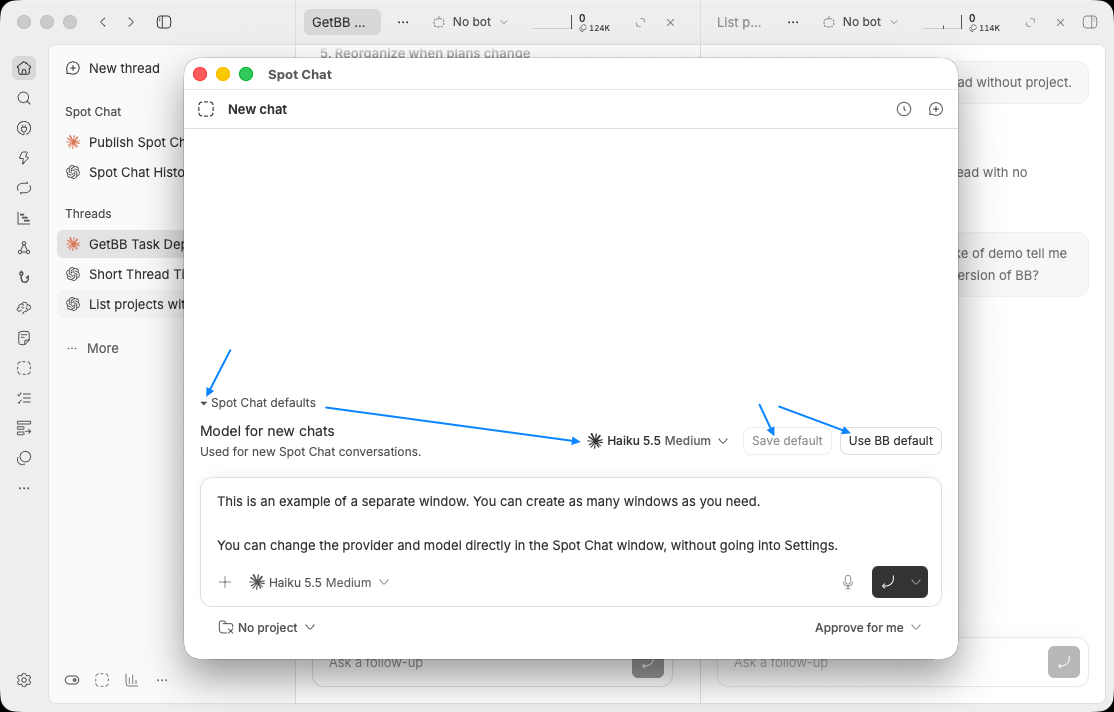 GetBB ...
No bot
0
124K
List p...
No bot
0
114K
New thread
Spot Chat
Publish Spot Ch
Spot Chat Histo
Threads
GetBB Task Dep
Short Thread Ti
List projects wit
More
5. Reorganize when plans change
ad without project.
ead with no
ke of demo tell me
ersion of BB?
Spot Chat
New chat
Spot Chat defaults
Model for new chats
Used for new Spot Chat conversations.
Haiku 5.5 Medium
Save default
Use BB default
This is an example of a separate window. You can create as many windows as you need.
You can change the provider and model directly in the Spot Chat window, without going into Settings.
Haiku 5.5 Medium
No project
Approve for me
Ask a follow-up
Ask a follow-up